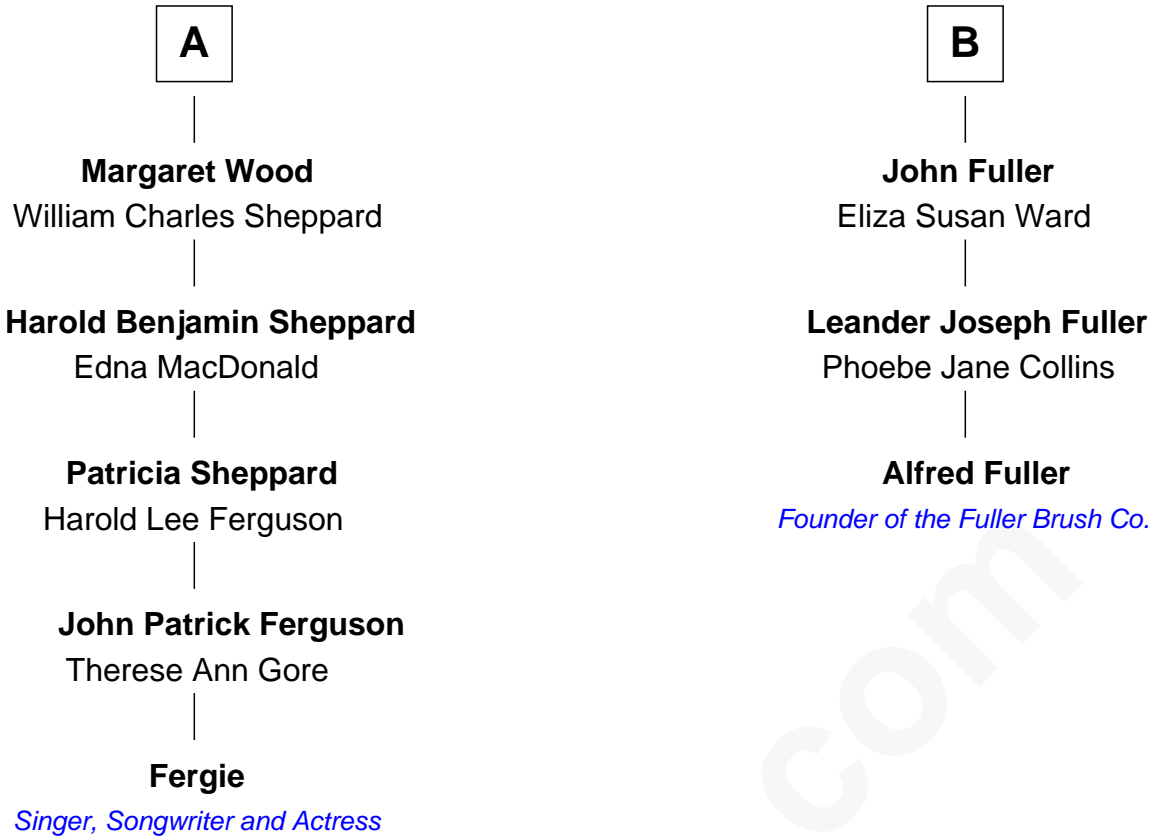 A
Margaret Wood
William Charles Sheppard
Harold Benjamin Sheppard
Edna MacDonald
Patricia Sheppard
Harold Lee Ferguson
John Patrick Ferguson
Therese Ann Gore
Fergie
Singer, Songwriter and Actress
B
John Fuller
Eliza Susan Ward
Leander Joseph Fuller
Phoebe Jane Collins
Alfred Fuller
Founder of the Fuller Brush Co.
com